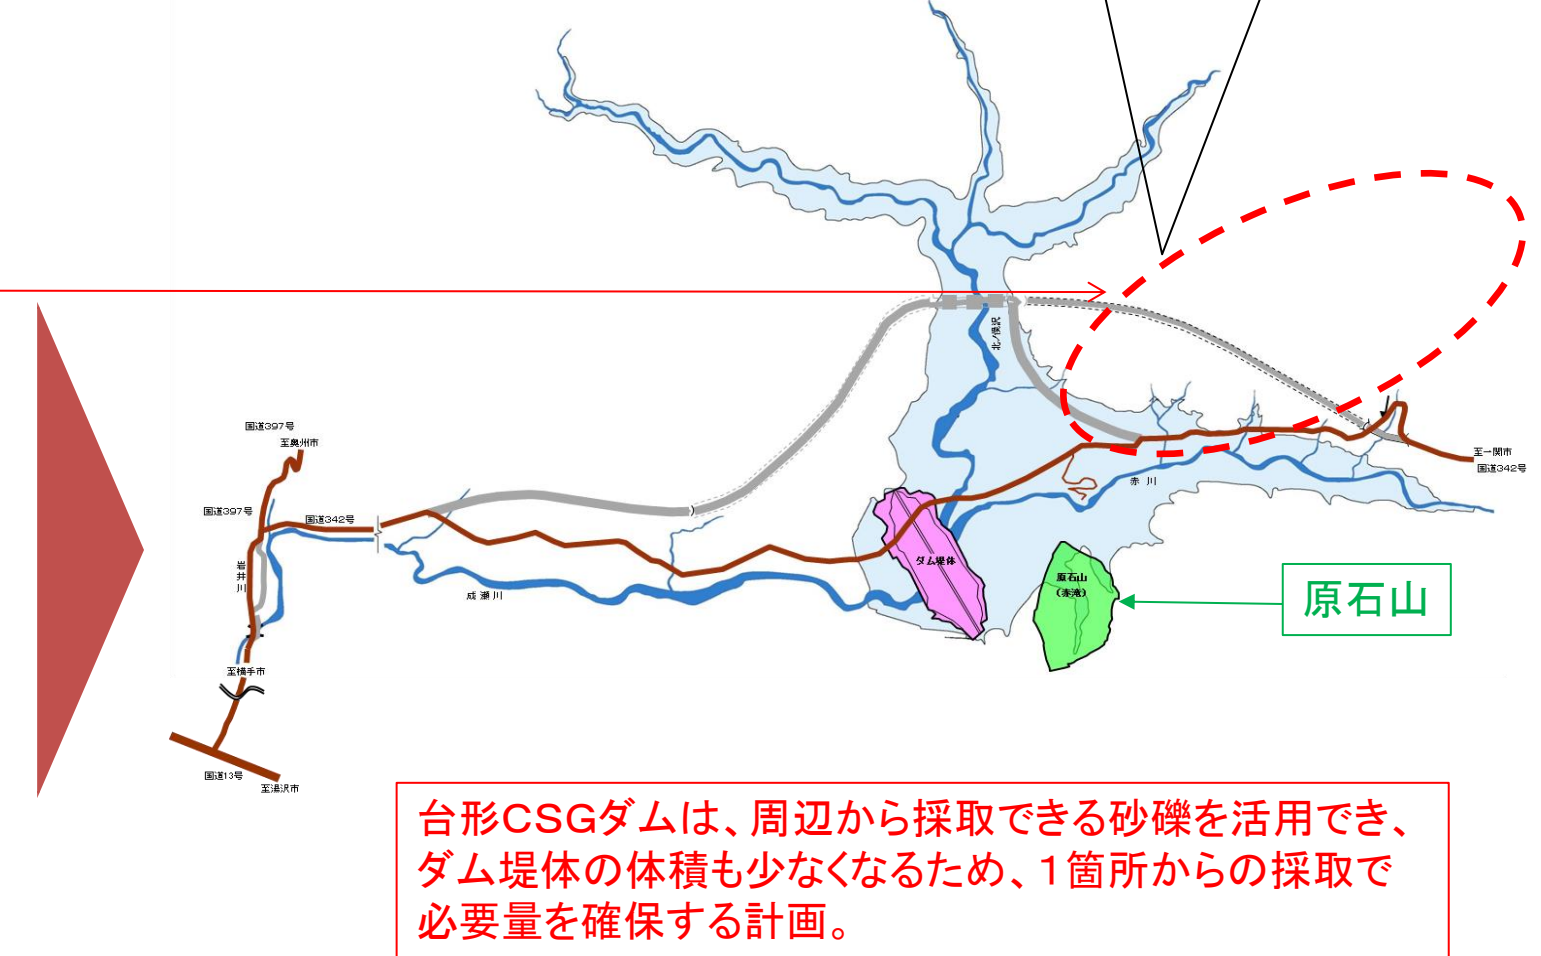 北ノ俣沢
国道397号
至奥州市
至一関市
国道342号
赤 川
国道397号
国道342号
ダム堤体
原石山
(赤滝)
原石山
岩井川
成 瀬 川
至横手市
国道13号
至湯沢市
台形CSGダムは、周辺から採取できる砂礫を活用でき、
ダム堤体の体積も少なくなるため、1箇所からの採取で
必要量を確保する計画。